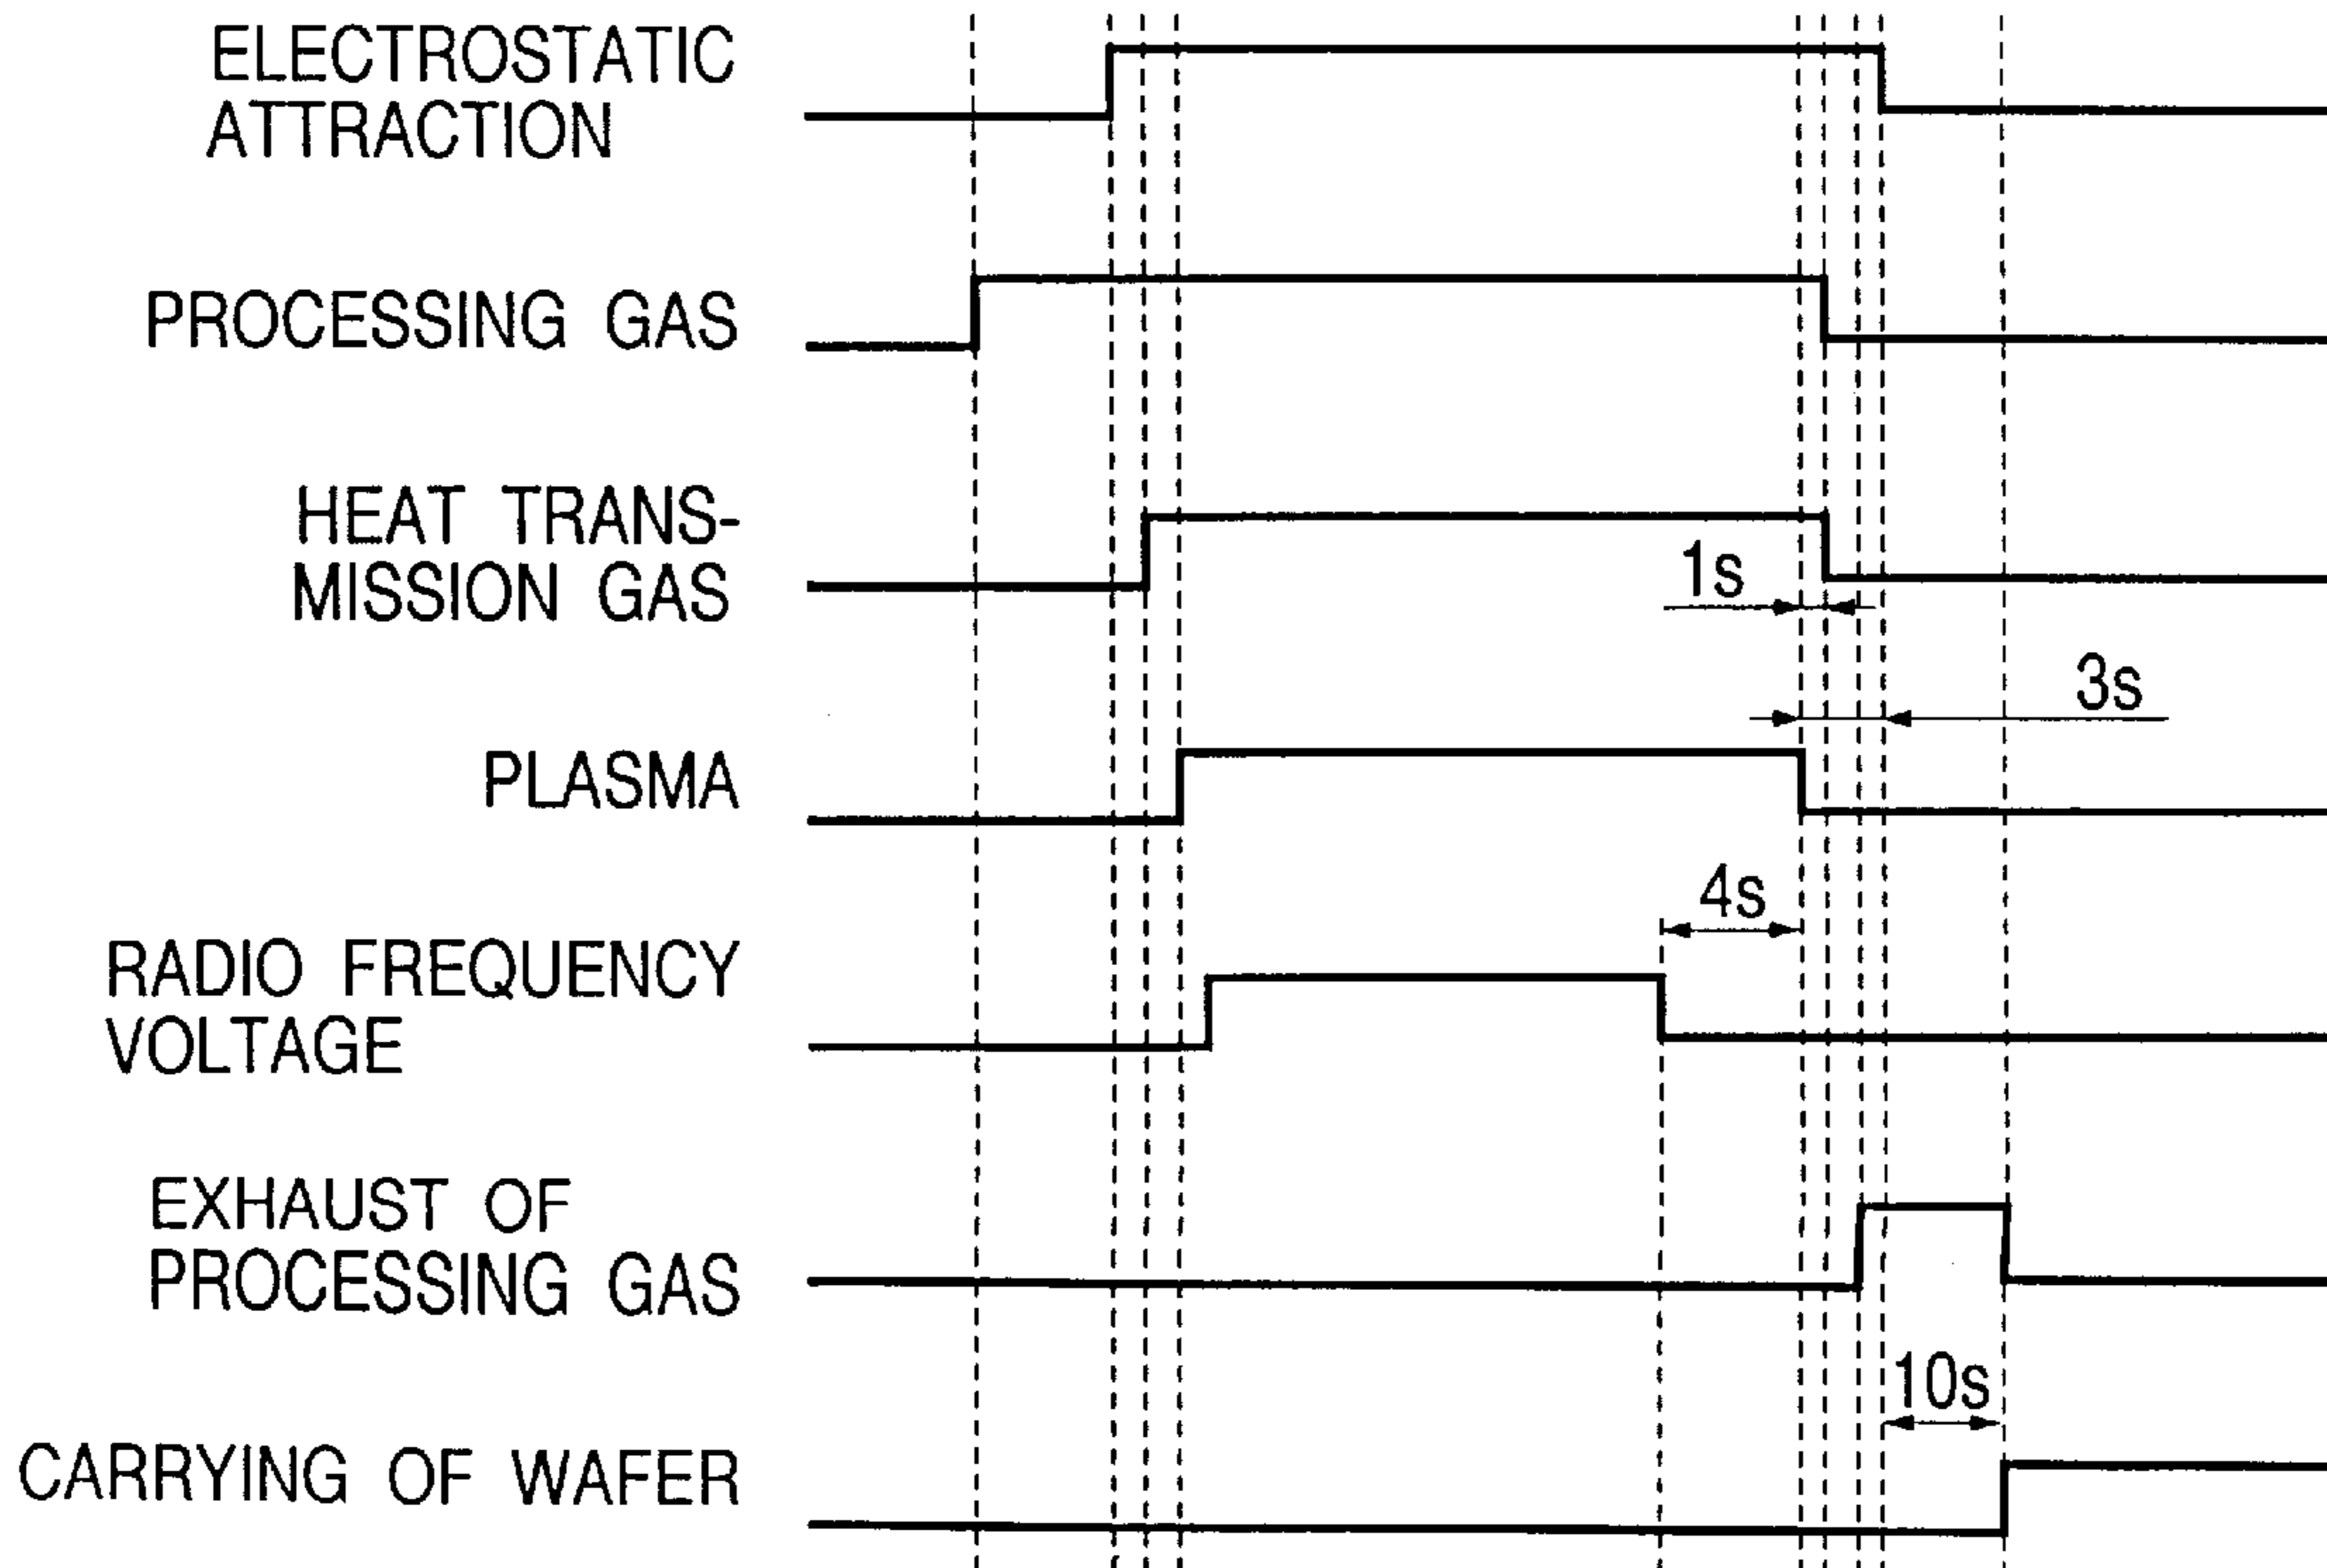 ELECTROSTATIC
ATTRACTION
PROCESSING GAS
HEAT TRANS-
MISSION GAS
1s
3s
PLASMA
4s
RADIO FREQUENCY
VOLTAGE
EXHAUST OF
PROCESSING GAS
10s
CARRYING OF WAFER